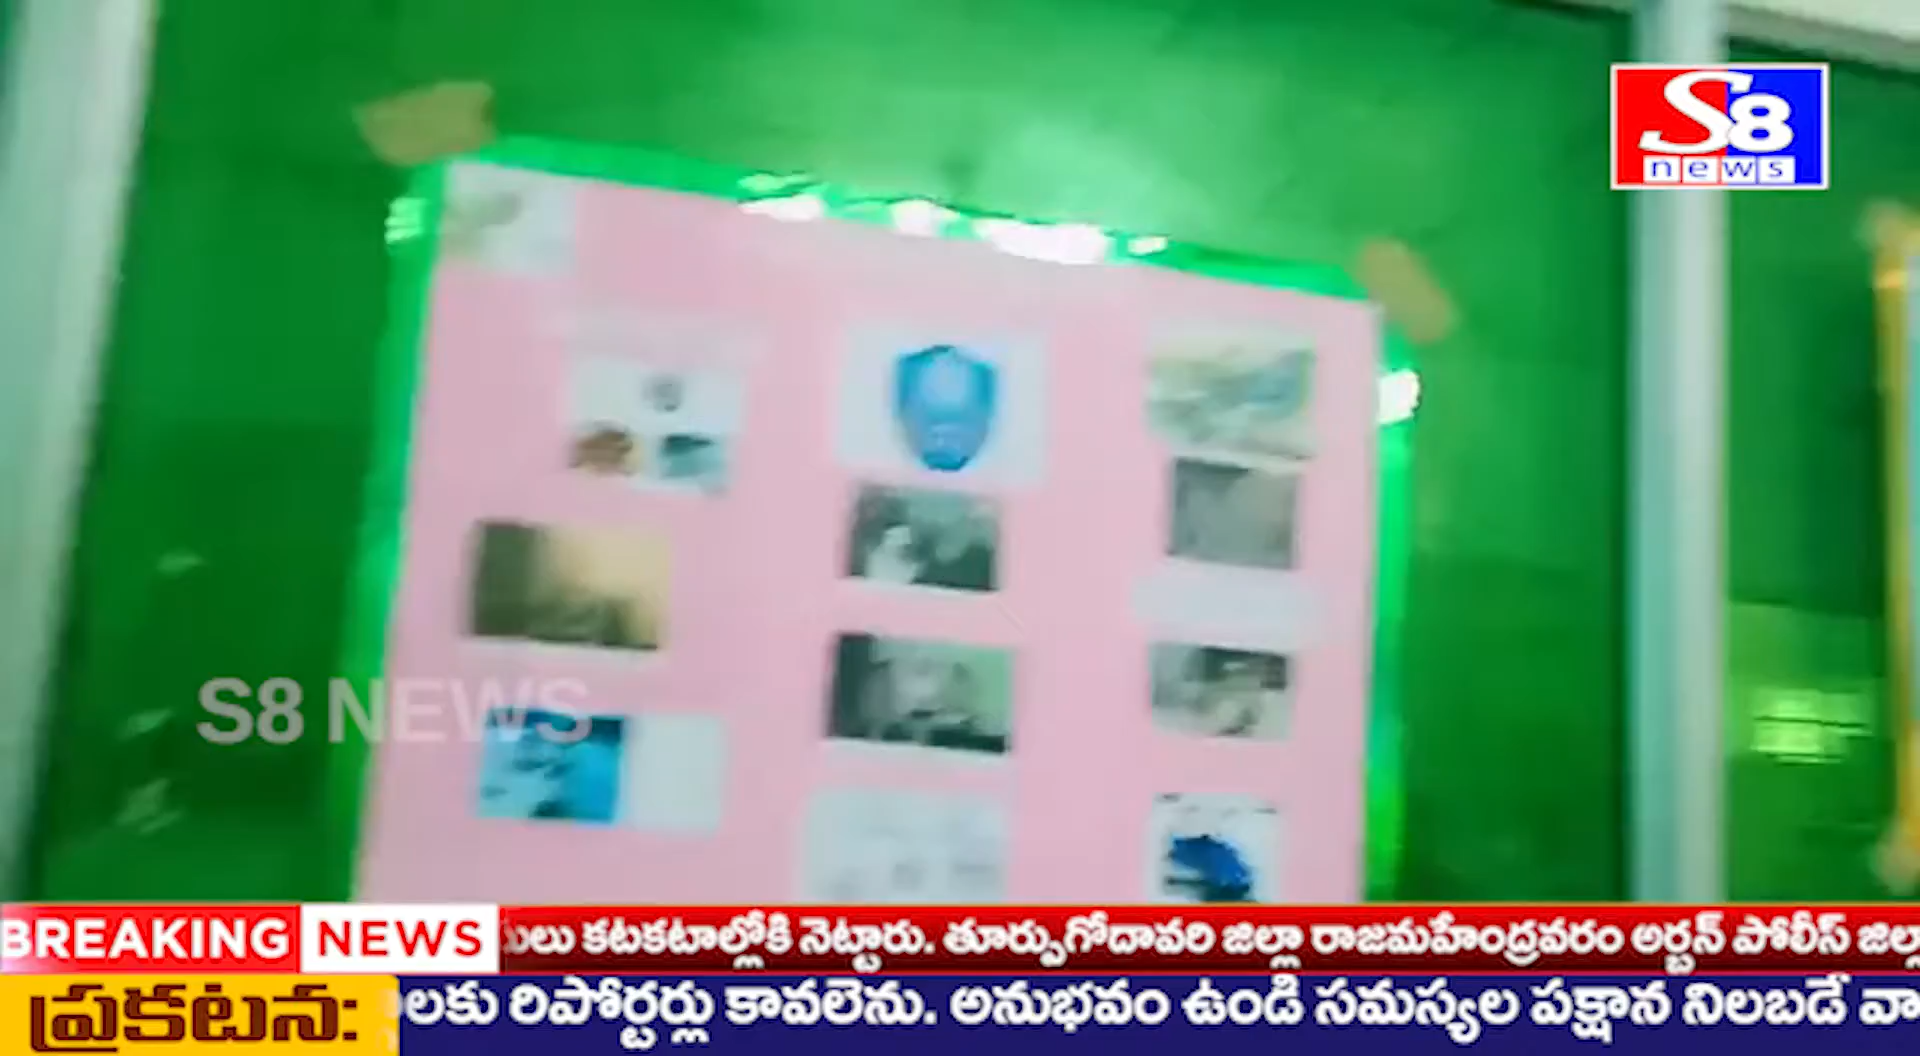 S8
news
S8 NEWS
BREAKING NEWS
కటకటాల్లోకి నెట్టారు. తూర్పుగోదావరి జిల్లా రాజమహేంద్రవరం అర్బన్ పోలీస్
ప్రకటన:
రిపోర్టర్లు కావలెను. అనుభవం ఉండి సమస్యల పక్షాన నిలబడే